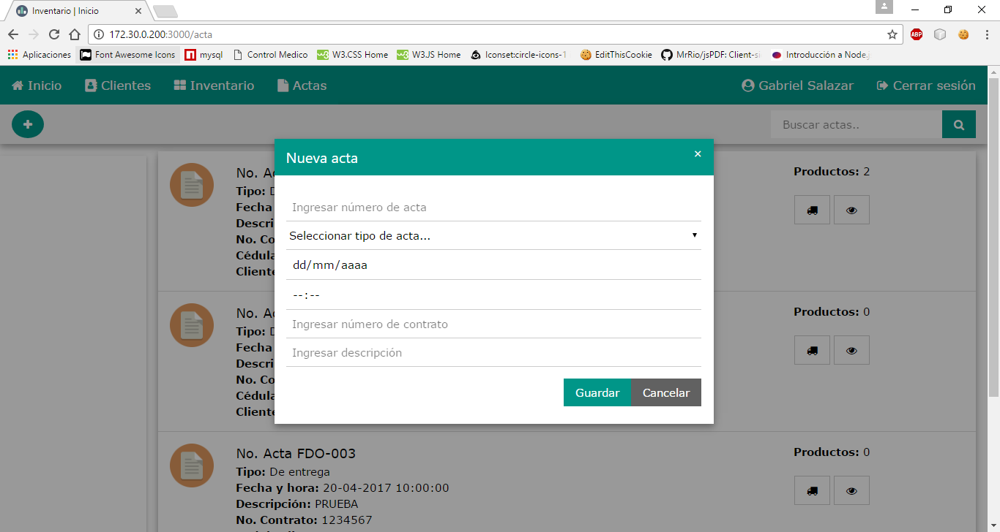 Inventario | Inicio
172.30.0.200:3000/acta
ABP
Aplicaciones
Font Awesome Icons
mysql
Control Medico
W3.CSS Home
W3.JS Home
Iconset:circle-icons-1
EditThisCookie
MrRio/jsPDF: Client-si
Introducción a Node.j
Inicio
Clientes
Inventario
Actas
Gabriel Salazar
Cerrar sesión
Buscar actas..
Nueva acta
×
Ingresar número de acta
Seleccionar tipo de acta...
dd/mm/aaaa
--:--
Ingresar número de contrato
Ingresar descripción
Guardar
Cancelar
No. A
Tipo: D
Fecha
Descri
No. Co
Cédula
Cliente
Productos: 2
No. A
Tipo: D
Fecha
Descri
No. Co
Cédula
Cliente
Productos: 0
No. Acta FDO-003
Tipo: De entrega
Fecha y hora: 20-04-2017 10:00:00
Descripción: PRUEBA
No. Contrato: 1234567
Productos: 0